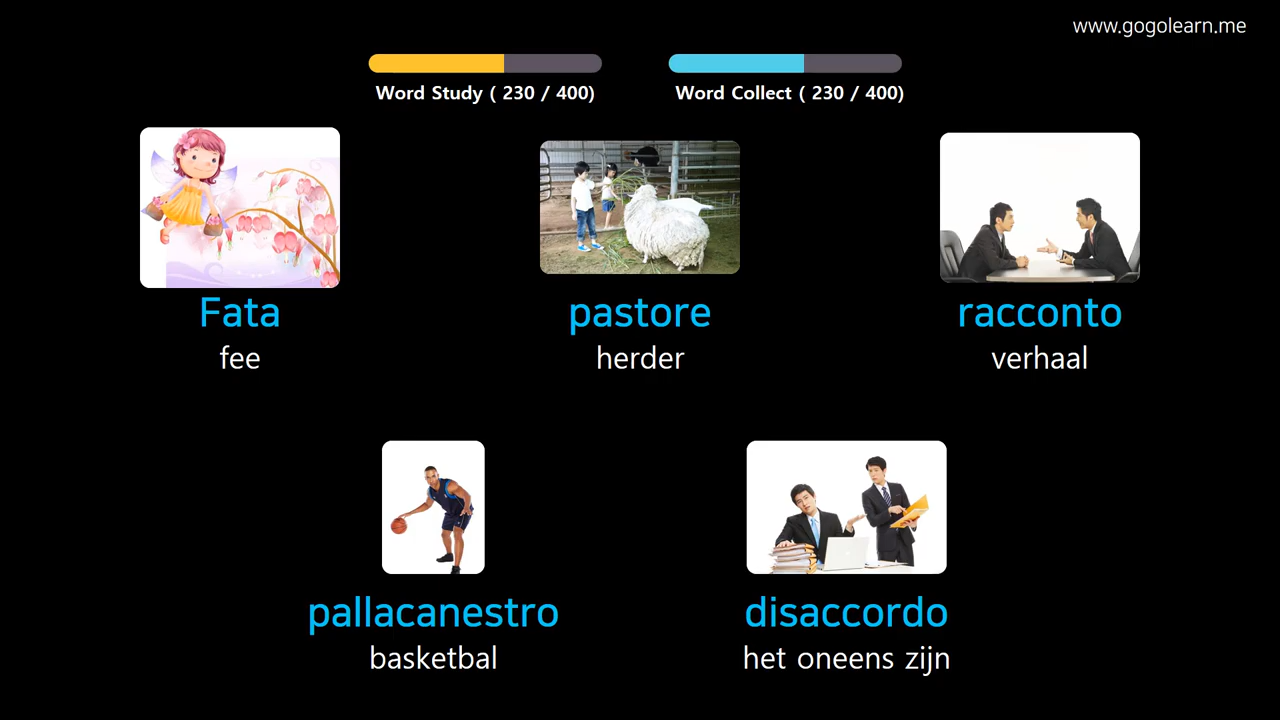 www.gogolearn.me
Word Study ( 230 / 400)
Word Collect ( 230 / 400)
Fata
fee
pastore
herder
racconto
verhaal
pallacanestro
basketbal
disaccordo
het oneens zijn